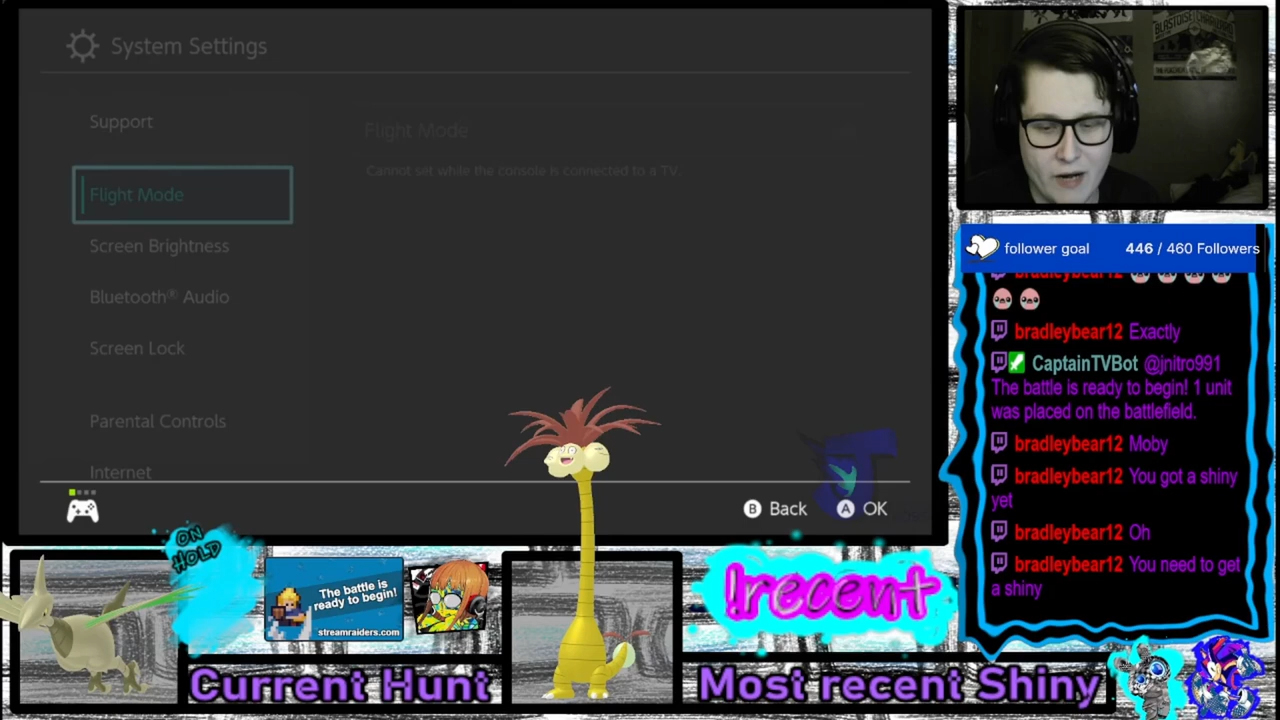 System Settings
Support
Flight Mode
Screen Brightness
Bluetooth® Audio
Screen Lock
Parental Controls
Internet
Flight Mode
Cannot set while the console is connected to a TV.
B Back
A OK
BLASTOISE
follower goal 446 / 460 Followers
bradleybear12
bradleybear12 Exactly
CaptainTVBot @jnitro991
The battle is ready to begin! 1 unit
was placed on the battlefield.
bradleybear12 Moby
bradleybear12 You got a shiny
yet
bradleybear12 Oh
bradleybear12 You need to get
a shiny
ON
HOLD
The battle is
ready to begin!
streamraiders.com
!recent
Current Hunt
Most recent Shiny